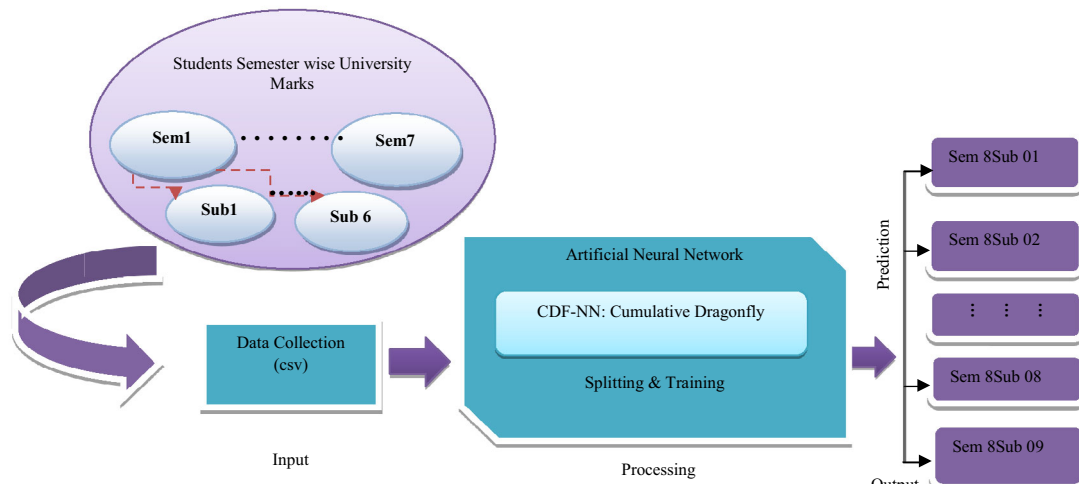 Students Semester wise University
Marks
Sem1
Sem7
Sub1
Sub 6
Data Collection
(csv)
Input
Artificial Neural Network
CDF-NN: Cumulative Dragonfly
Splitting & Training
Processing
Prediction
Sem 8Sub 01
Sem 8Sub 02
Sem 8Sub 08
Sem 8Sub 09
Output